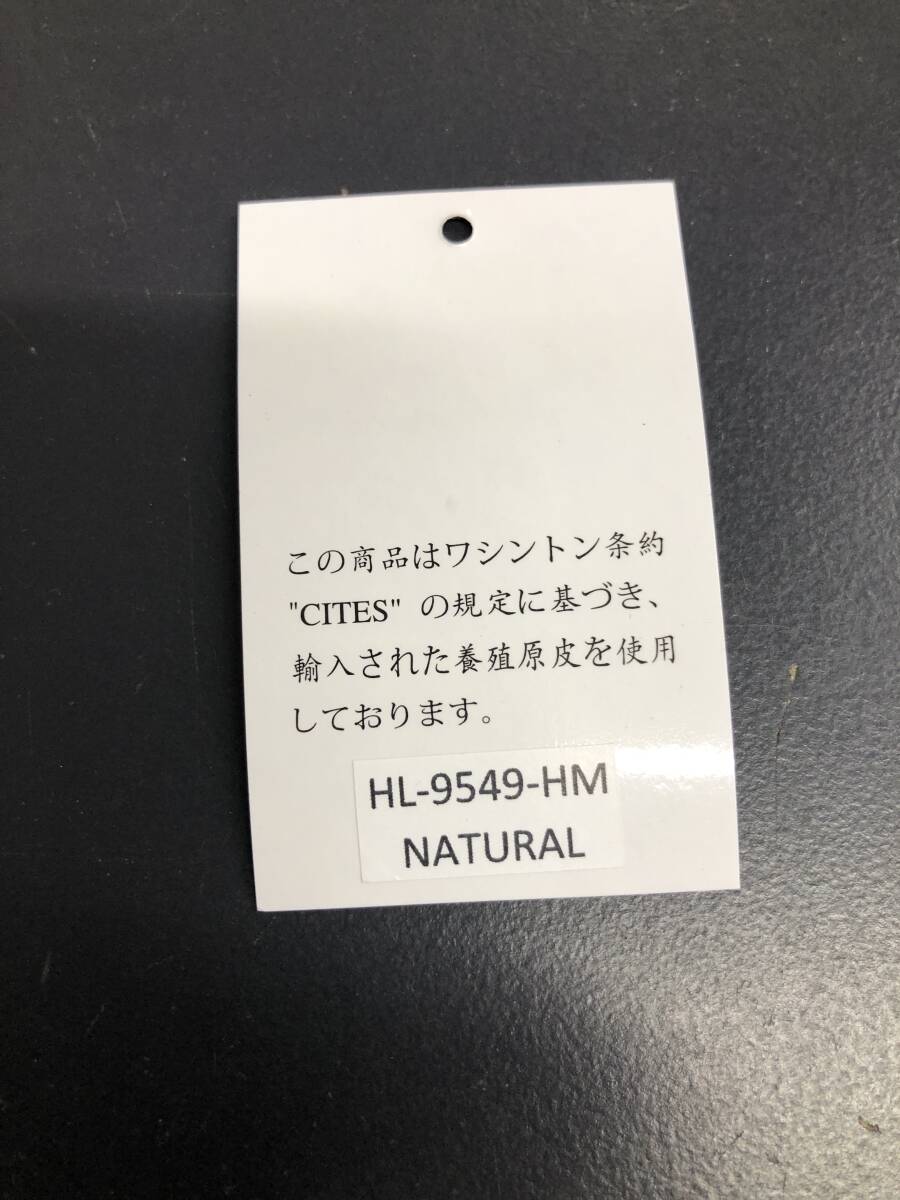 この商品はワシントン条約
"CITES" の規定に基づき、
輸入された養殖原皮を使用
しております。
HL-9549-HM
NATURAL